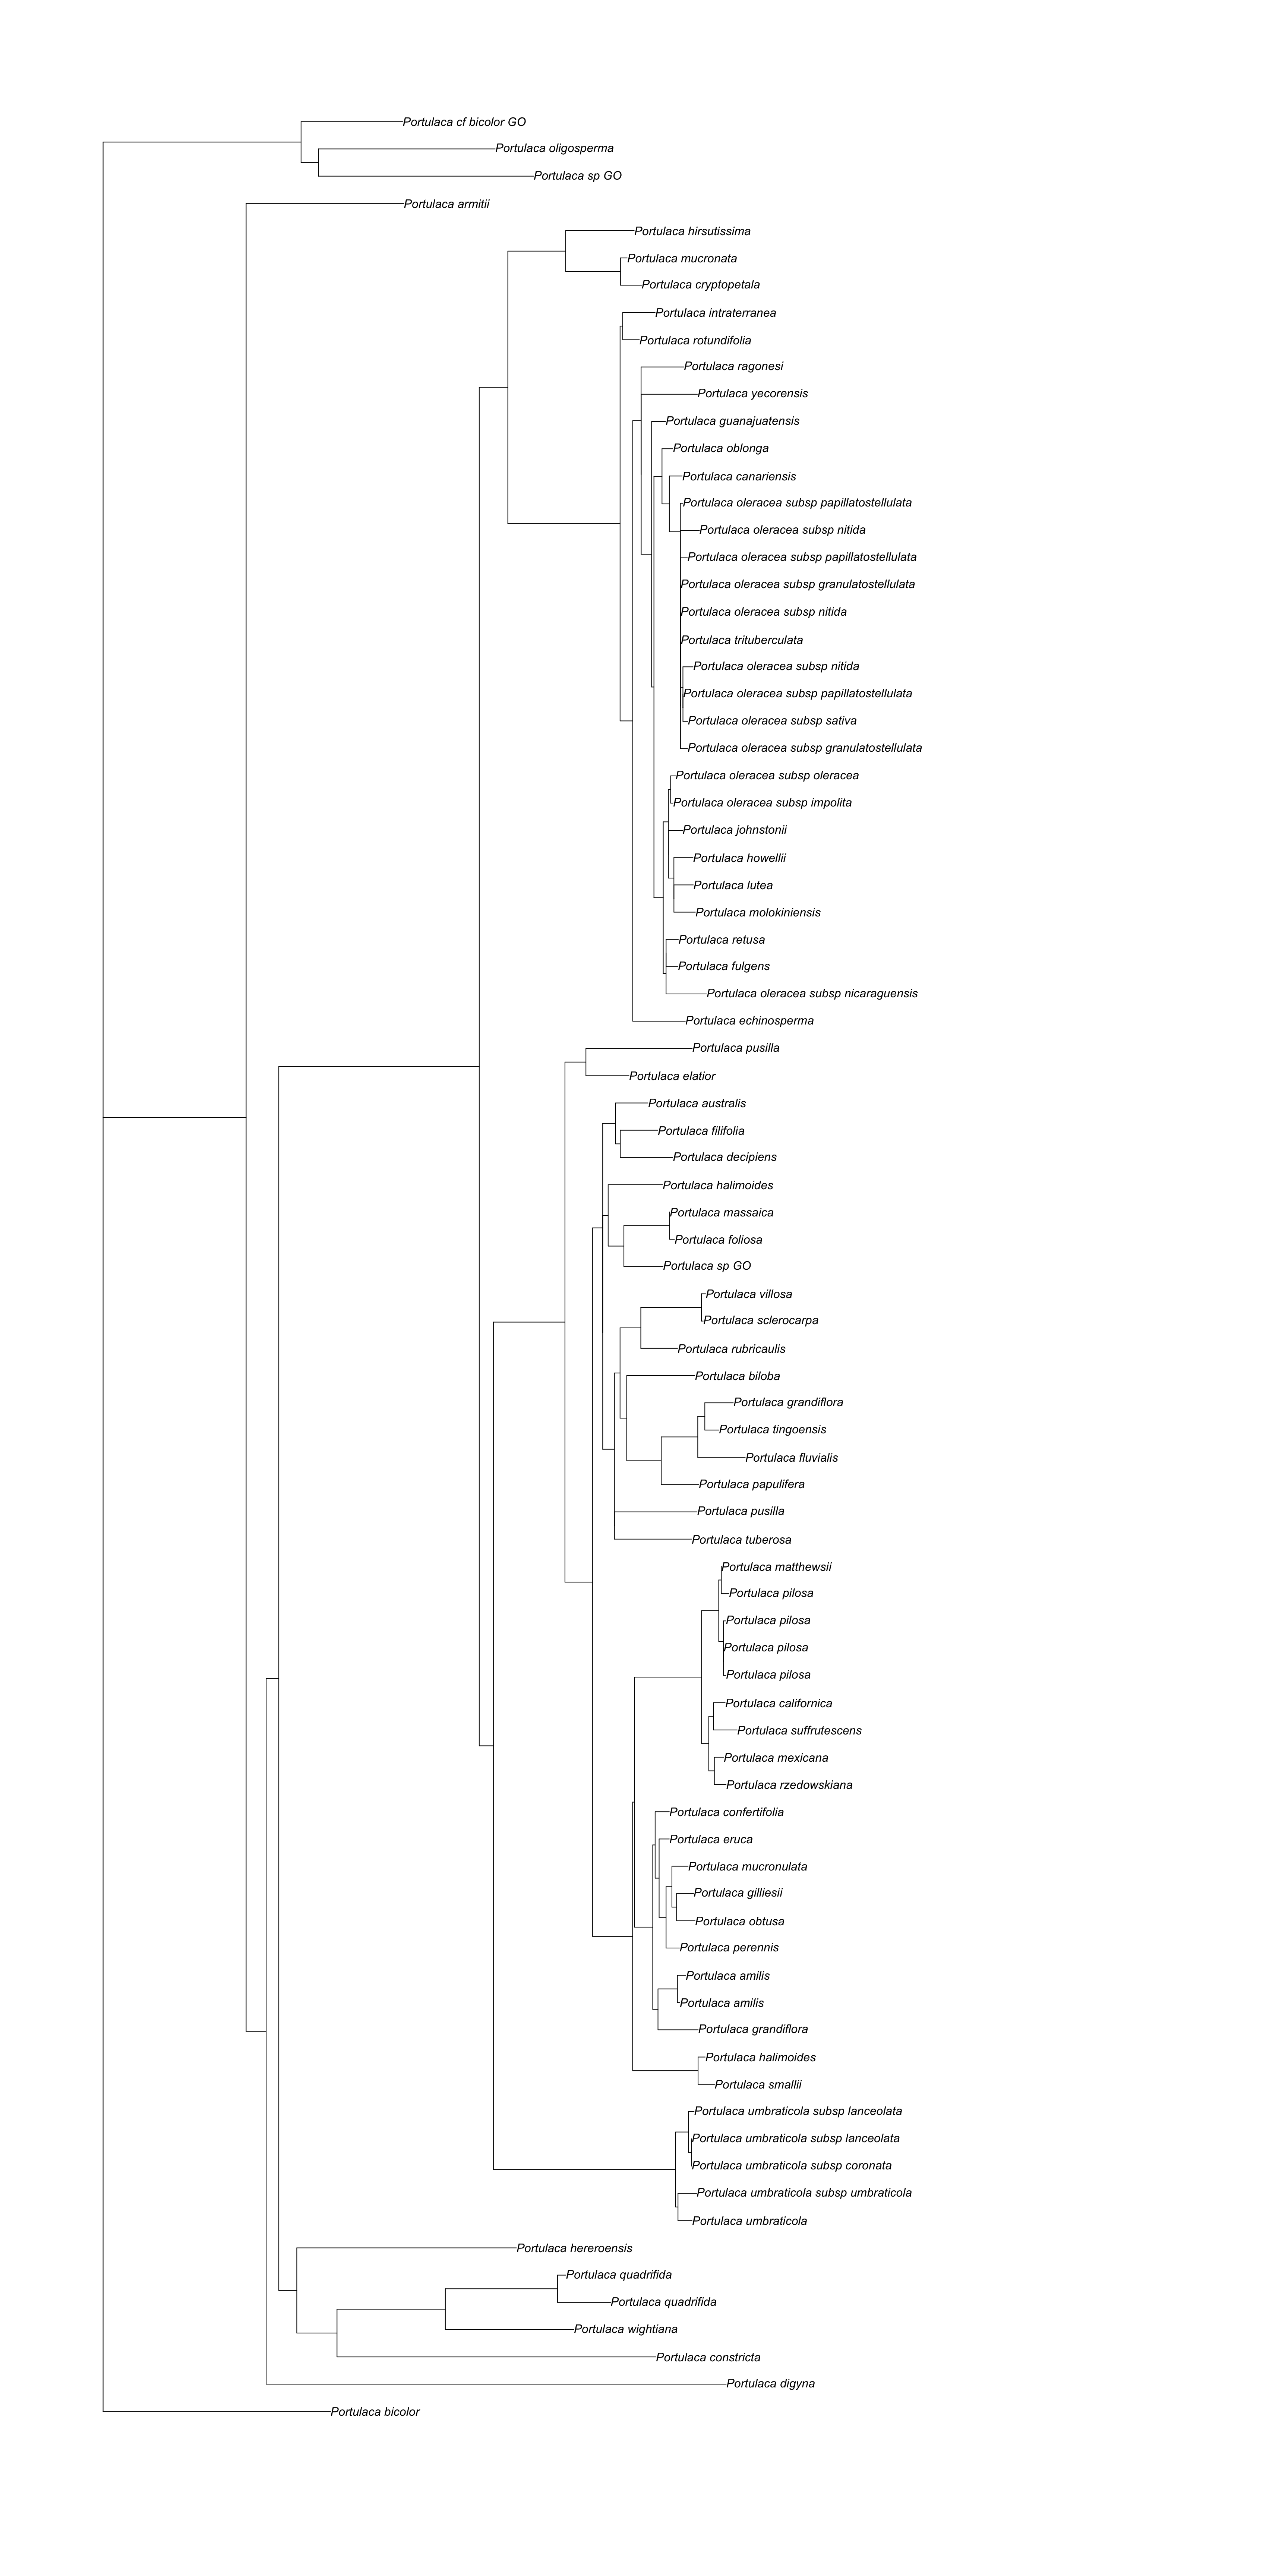 Portulaca cf bicolor GO
Portulaca oligosperma
Portulaca sp GO
Portulaca armitii
Portulaca hirsutissima
Portulaca mucronata
Portulaca cryptopetala
Portulaca intraterranea
Portulaca rotundifolia
Portulaca ragonesi
Portulaca yecorensis
Portulaca guanajuatensis
Portulaca oblonga
Portulaca canariensis
Portulaca oleracea subsp papillatostellulata
Portulaca oleracea subsp nitida
Portulaca oleracea subsp papillatostellulata
Portulaca oleracea subsp granulatostellulata
Portulaca oleracea subsp nitida
Portulaca trituberculata
Portulaca oleracea subsp nitida
Portulaca oleracea subsp papillatostellulata
Portulaca oleracea subsp sativa
Portulaca oleracea subsp granulatostellulata
Portulaca oleracea subsp oleracea
Portulaca oleracea subsp impolita
Portulaca johnstonii
Portulaca howellii
Portulaca lutea
Portulaca molokiniensis
Portulaca retusa
Portulaca fulgens
Portulaca oleracea subsp nicaraguensis
Portulaca echinosperma
Portulaca pusilla
Portulaca elatior
Portulaca australis
Portulaca filifolia
Portulaca decipiens
Portulaca halimoides
Portulaca massaica
Portulaca foliosa
Portulaca sp GO
Portulaca villosa
Portulaca sclerocarpa
Portulaca rubricaulis
Portulaca biloba
Portulaca grandiflora
Portulaca tingoensis
Portulaca fluvialis
Portulaca papulifera
Portulaca pusilla
Portulaca tuberosa
Portulaca matthewsii
Portulaca pilosa
Portulaca pilosa
Portulaca pilosa
Portulaca pilosa
Portulaca californica
Portulaca suffrutescens
Portulaca mexicana
Portulaca rzedowskiana
Portulaca confertifolia
Portulaca eruca
Portulaca mucronulata
Portulaca gilliesii
Portulaca obtusa
Portulaca perennis
Portulaca amilis
Portulaca amilis
Portulaca grandiflora
Portulaca halimoides
Portulaca smallii
Portulaca umbraticola subsp lanceolata
Portulaca umbraticola subsp lanceolata
Portulaca umbraticola subsp coronata
Portulaca umbraticola subsp umbraticola
Portulaca umbraticola
Portulaca hereroensis
Portulaca quadrifida
Portulaca quadrifida
Portulaca wightiana
Portulaca constricta
Portulaca digyna
Portulaca bicolor